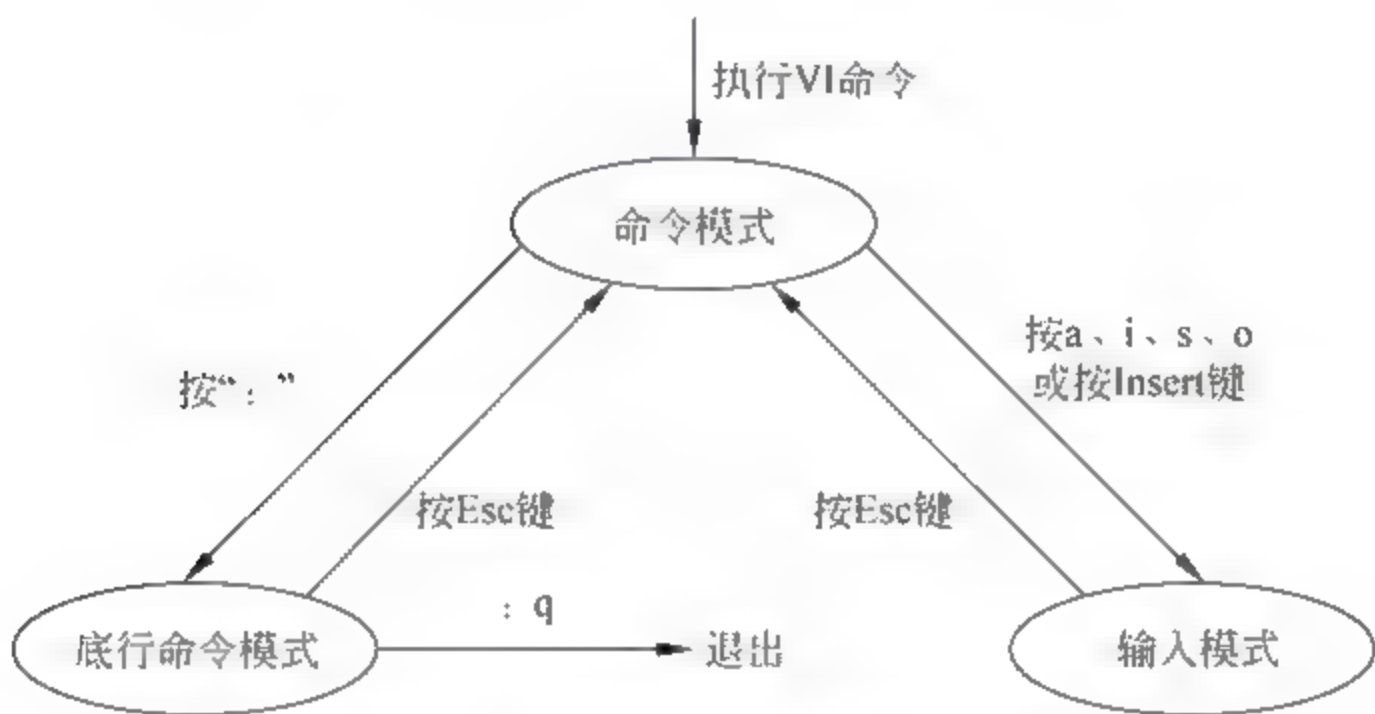 执行VI命令
命令模式
按a、i、s、o
或按Insert键
按“：”
按Esc键
按Esc键
：q
底行命令模式
退出
输入模式